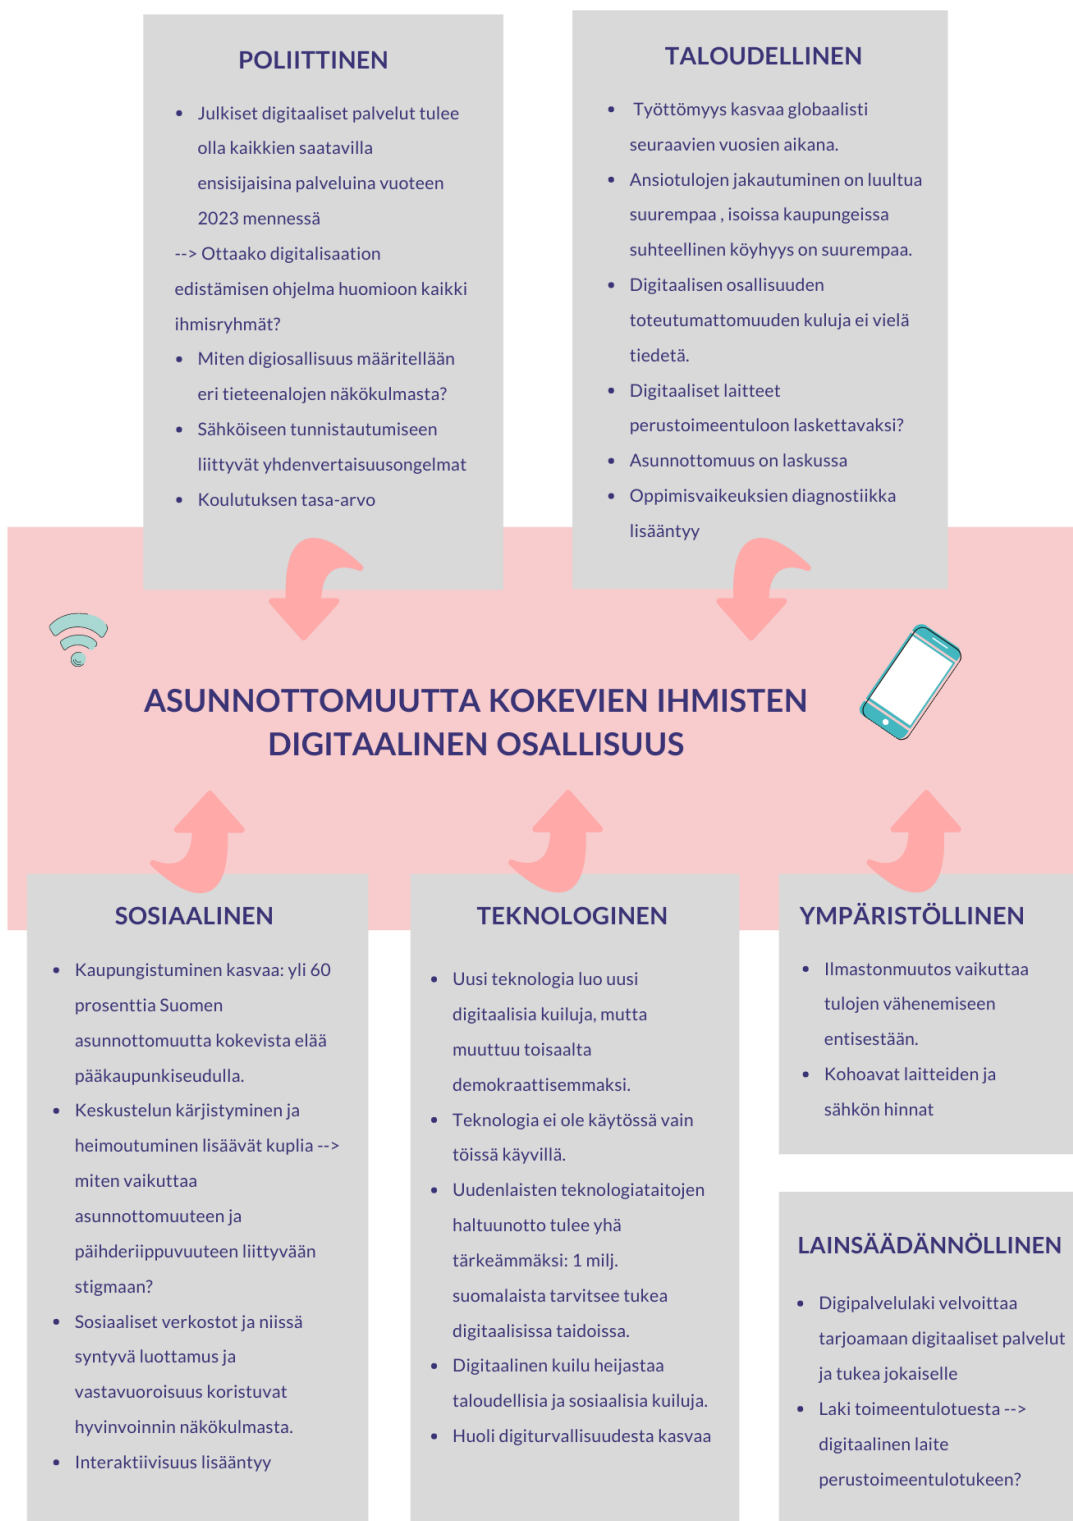 POLIITTINEN
• Julkiset digitaaliset palvelut tulee
olla kaikkien saatavilla
ensisijaisina palveluina vuoteen
2023 mennessä
--> Ottaako digitalisaation
edistämisen ohjelma huomioon kaikki
ihmisryhmät?
• Miten digiosallisuus määritellään
eri tieteenalojen näkökulmasta?
• Sähköiseen tunnistautumiseen
liittyvät yhdenvertaisuusongelmat
• Koulutuksen tasa-arvo
TALOUDELLINEN
• Työttömyys kasvaa globaalisti
seuraavien vuosien aikana.
• Ansiotulojen jakautuminen on luultua
suurempaa , isoissa kaupungeissa
suhteellinen köyhyys on suurempaa.
• Digitaalisen osallisuuden
toteutumattomuuden kuluja ei vielä
tiedetä.
• Digitaaliset laitteet
perustoimeentuloon laskettavaksi?
• Asunnottomuus on laskussa
• Oppimisvaikeuksien diagnostiikka
lisääntyy
ASUNNOTTOMUUTTA KOKEVIEN IHMISTEN
DIGITAALINEN OSALLISUUS
SOSIAALINEN
• Kaupungistuminen kasvaa: yli 60
prosenttia Suomen
asunnottomuutta kokevista elää
pääkaupunkiseudulla.
• Keskustelun kärjistyminen ja
heimoutuminen lisäävät kuplia -->
miten vaikuttaa
asunnottomuuteen ja
päihderiippuvuuteen liittyvään
stigmaan?
• Sosiaaliset verkostot ja niissä
syntyvä luottamus ja
vastavuoroisuus koristuvat
hyvinvoinnin näkökulmasta.
• Interaktiivisuus lisääntyy
TEKNOLOGINEN
• Uusi teknologia luo uusi
digitaalisia kuiluja, mutta
muuttuu toisaalta
demokraattisemmaksi.
• Teknologia ei ole käytössä vain
töissä käyvillä.
• Uudenlaisten teknologiataitojen
haltuunotto tulee yhä
tärkeämmäksi: 1 milj.
suomalaista tarvitsee tukea
digitaalisissa taidoissa.
• Digitaalinen kuilu heijastaa
taloudellisia ja sosiaalisia kuiluja.
• Huoli digiturvallisuudesta kasvaa
YMPÄRISTÖLLINEN
• Ilmastonmuutos vaikuttaa
tulojen vähenemiseen
entisestään.
• Kohoavat laitteiden ja
sähkön hinnat
LAINSÄÄDÄNNÖLLINEN
• Digipalvelulaki velvoittaa
tarjoamaan digitaaliset palvelut
ja tukea jokaiselle
• Laki toimeentulotuesta -->
digitaalinen laite
perustoimeentulotukeen?